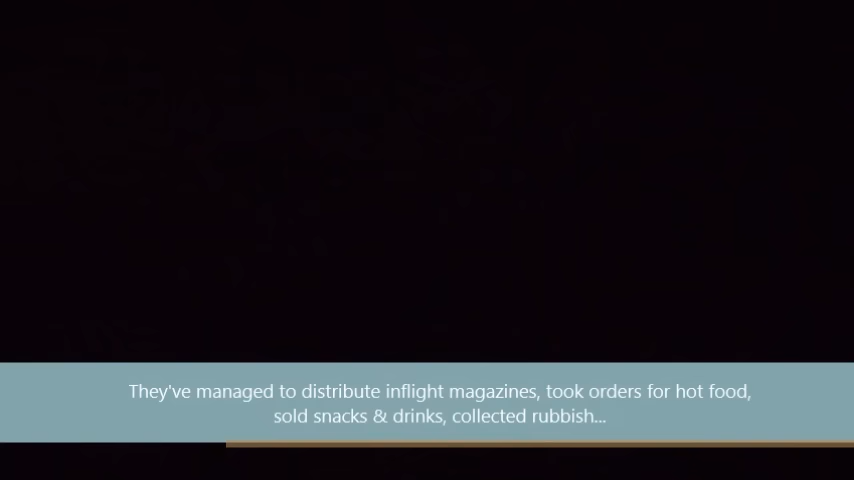 They've managed to distribute inflight magazines, took orders for hot food,
sold snacks & drinks, collected rubbish...